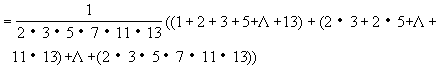 = 1/(2 • 3 • 5 • 7 • 11 • 13) ((1 + 2 + 3 + 5+Λ +13) + (2 • 3 + 2 • 5+Λ +
11 • 13) +Λ +(2 • 3 • 5 • 7 • 11 • 13))